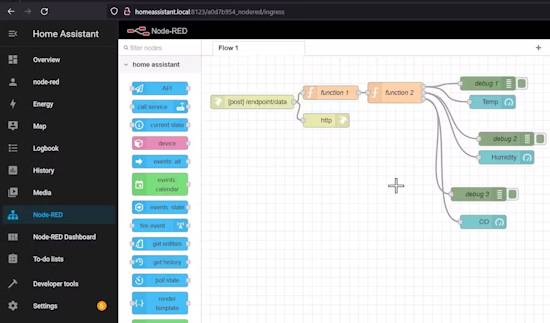 homeassistant.local:8123/a0d7b954_nodered/ingress
Home Assistant
Overview
node-red
Energy
Map
Logbook
History
Media
Node-RED
Node-RED Dashboard
To-do lists
Developer tools
Settings
6
Node-RED
filter nodes
home assistant
API
call service
current state
device
events: all
events: calendar
events: state
fire event
get entities
get history
poll state
render template
Flow 1
[post] /endpoint/data
function 1
function 2
http
debug 1
Temp
debug 2
Humidity
debug 3
CO